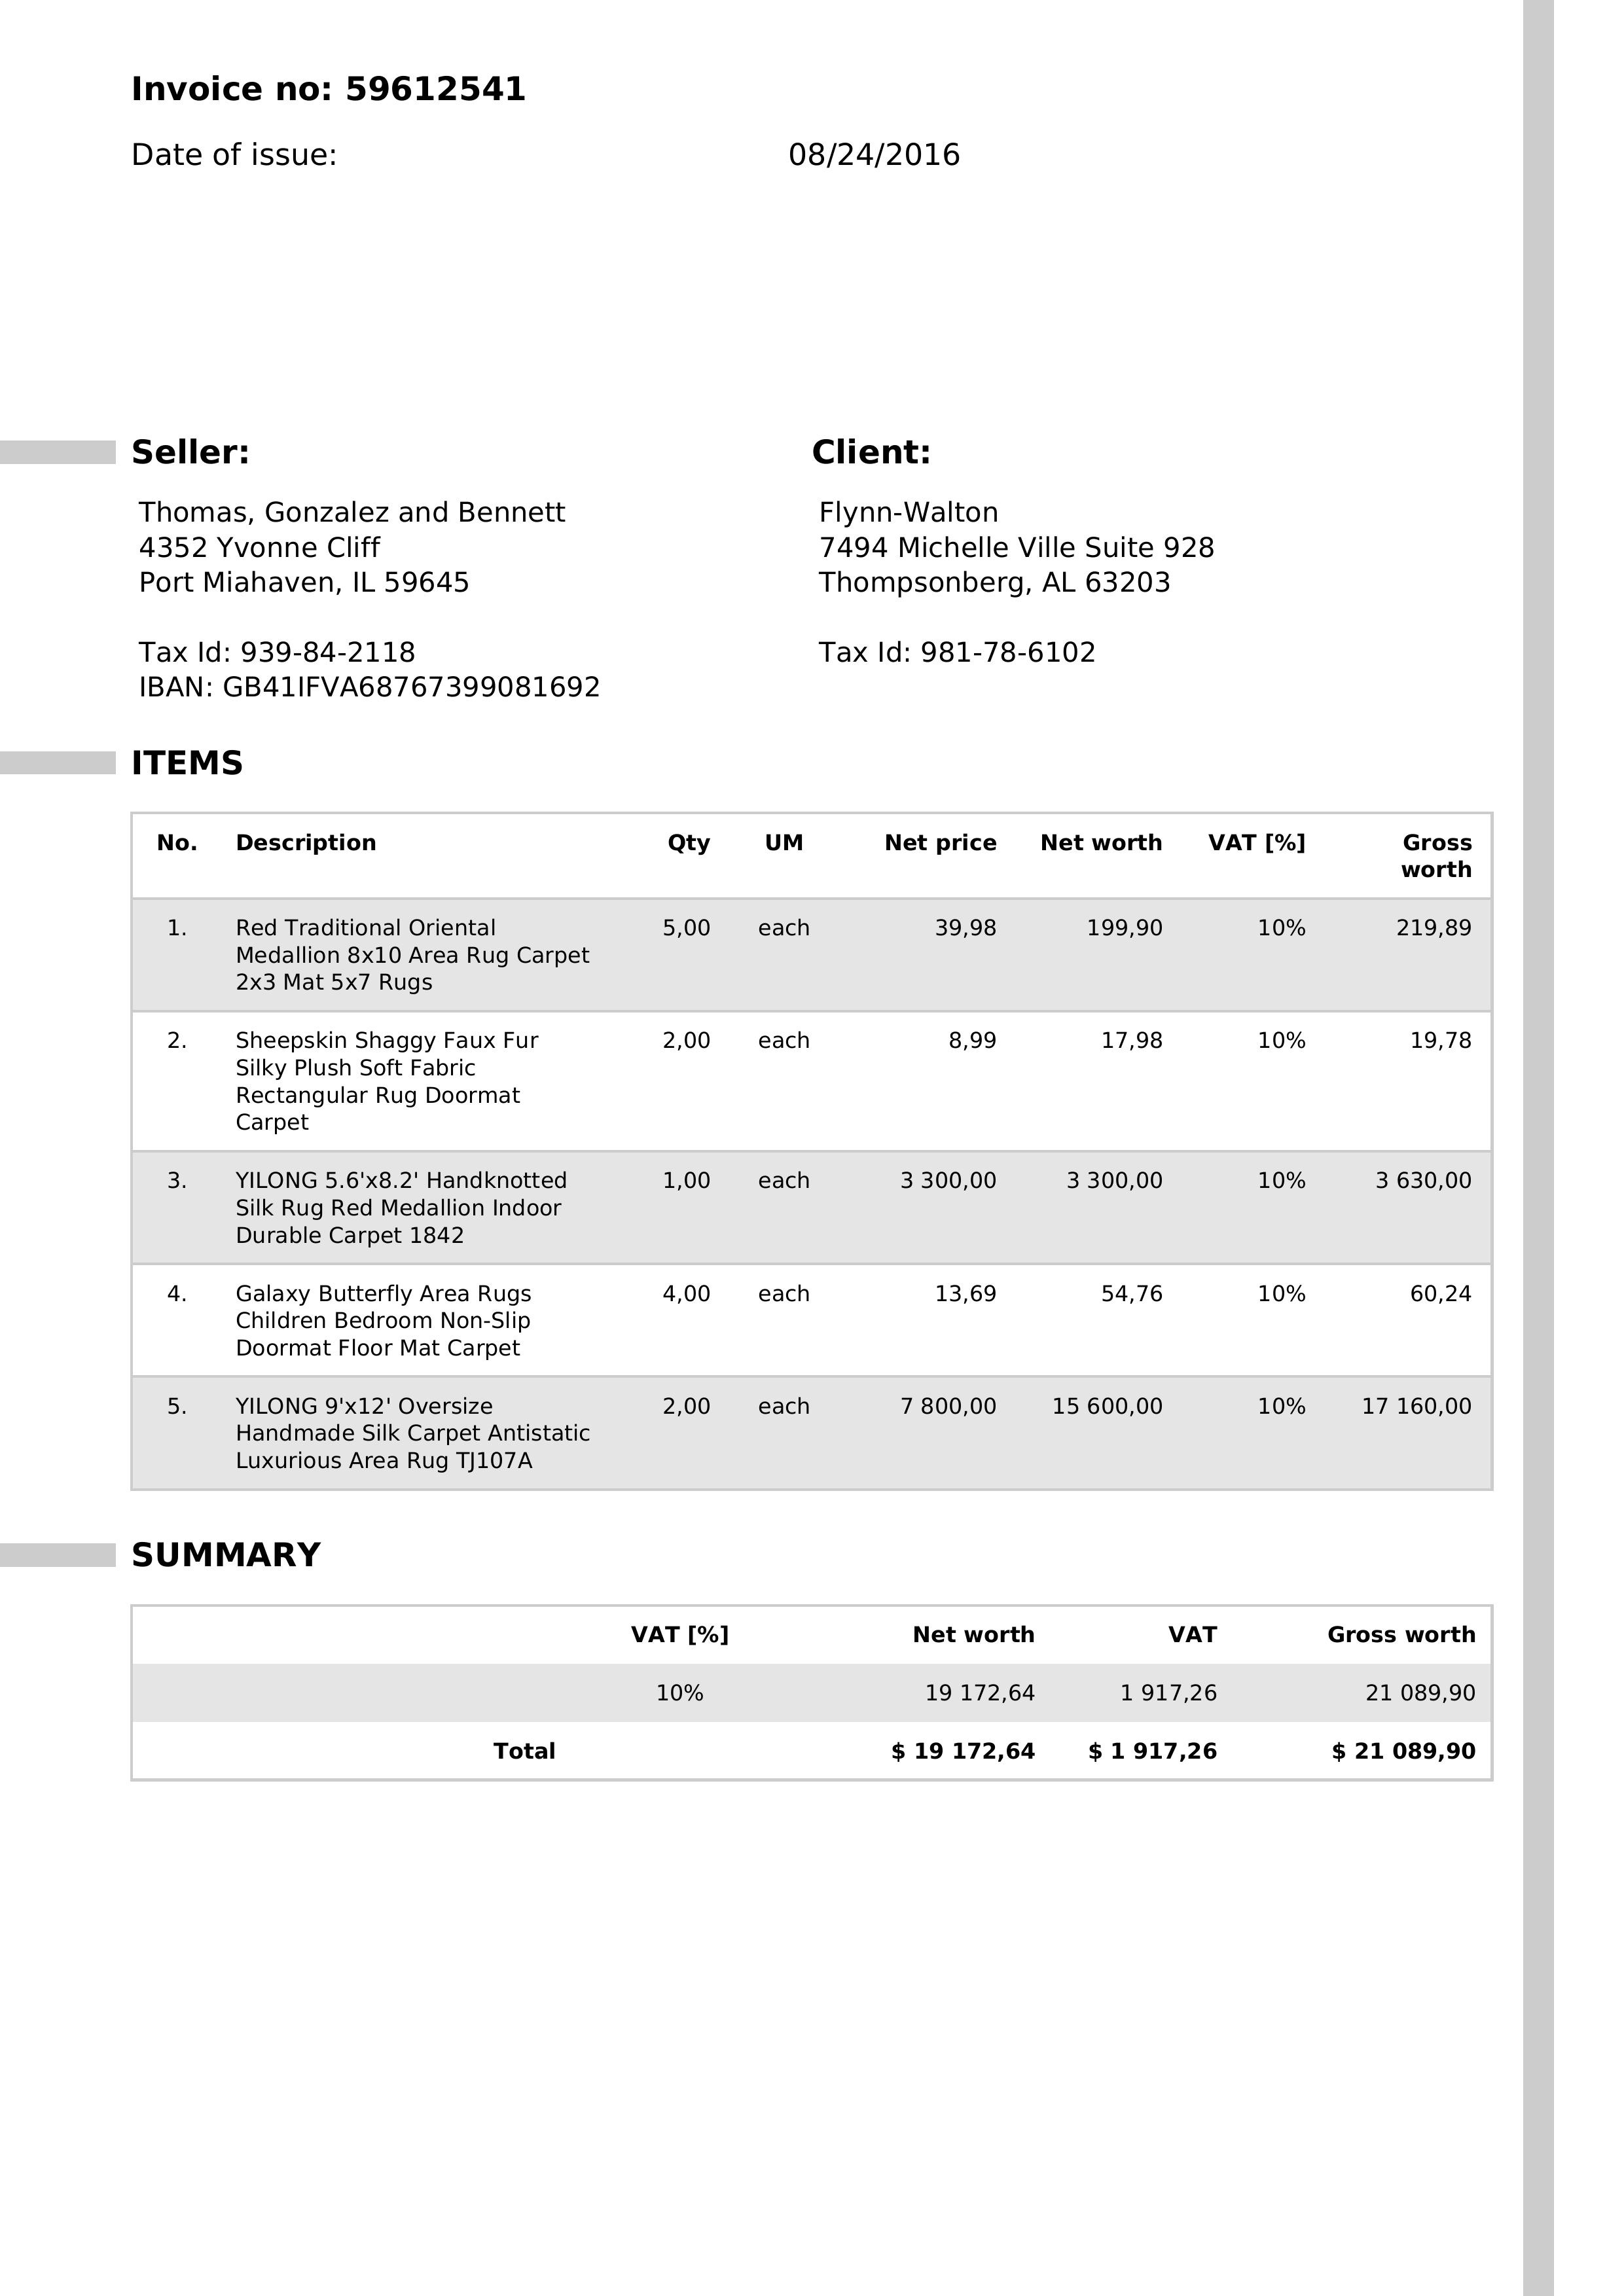 Invoice no: 59612541
Date of issue: 08/24/2016
Seller:
Thomas, Gonzalez and Bennett
4352 Yvonne Cliff
Port Miahaven, IL 59645
Tax Id: 939-84-2118
IBAN: GB41IFVA68767399081692
Client:
Flynn-Walton
7494 Michelle Ville Suite 928
Thompsonberg, AL 63203
Tax Id: 981-78-6102
ITEMS
No. Description Qty UM Net price Net worth VAT [%] Gross
worth
1. Red Traditional Oriental 5,00 each 39,98 199,90 10% 219,89
Medallion 8x10 Area Rug Carpet
2x3 Mat 5x7 Rugs
2. Sheepskin Shaggy Faux Fur 2,00 each 8,99 17,98 10% 19,78
Silky Plush Soft Fabric
Rectangular Rug Doormat
Carpet
3. YILONG 5.6'x8.2' Handknotted 1,00 each 3 300,00 3 300,00 10% 3 630,00
Silk Rug Red Medallion Indoor
Durable Carpet 1842
4. Galaxy Butterfly Area Rugs 4,00 each 13,69 54,76 10% 60,24
Children Bedroom Non-Slip
Doormat Floor Mat Carpet
5. YILONG 9'x12' Oversize 2,00 each 7 800,00 15 600,00 10% 17 160,00
Handmade Silk Carpet Antistatic
Luxurious Area Rug TJ107A
SUMMARY
VAT [%] Net worth VAT Gross worth
10% 19 172,64 1 917,26 21 089,90
Total $ 19 172,64 $ 1 917,26 $ 21 089,90